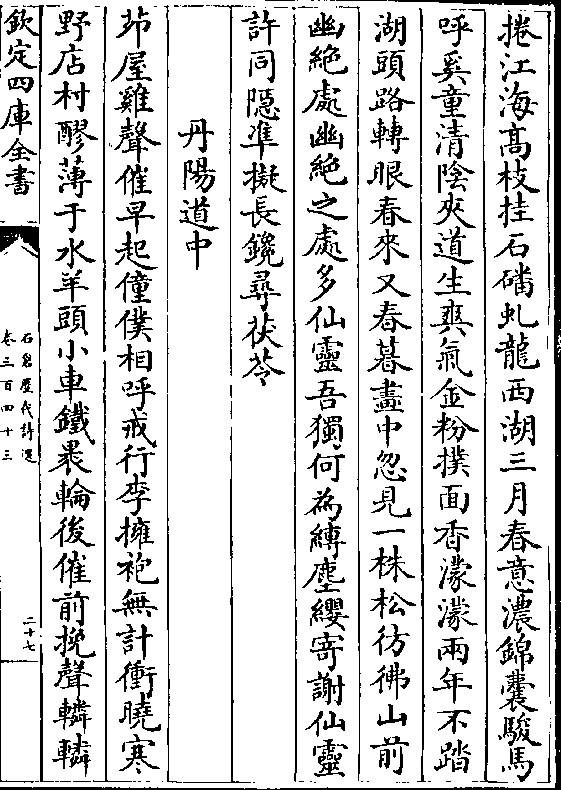 捲江海髙枝挂石磻虬龍西湖三月春意濃錦囊駿馬
呼奚童清陰夾道生爽氣金粉撲面香濛濛兩年不踏
湖頭路轉眼春來又春暮畵中忽見一株松彷彿山前
幽絶處幽絶之處多仙靈吾獨何為縛塵纓寄謝仙靈
許同隠準擬長鑱尋茯苓
丹陽道中
茆屋雞聲催早起僮僕相呼戒行李擁袍無計衝曉寒
野店村醪薄于水羊頭小車鐵裹輪後催前挽聲轔轔
欽定四庫全書
石倉歴代詩選
卷三百四十三
二十七